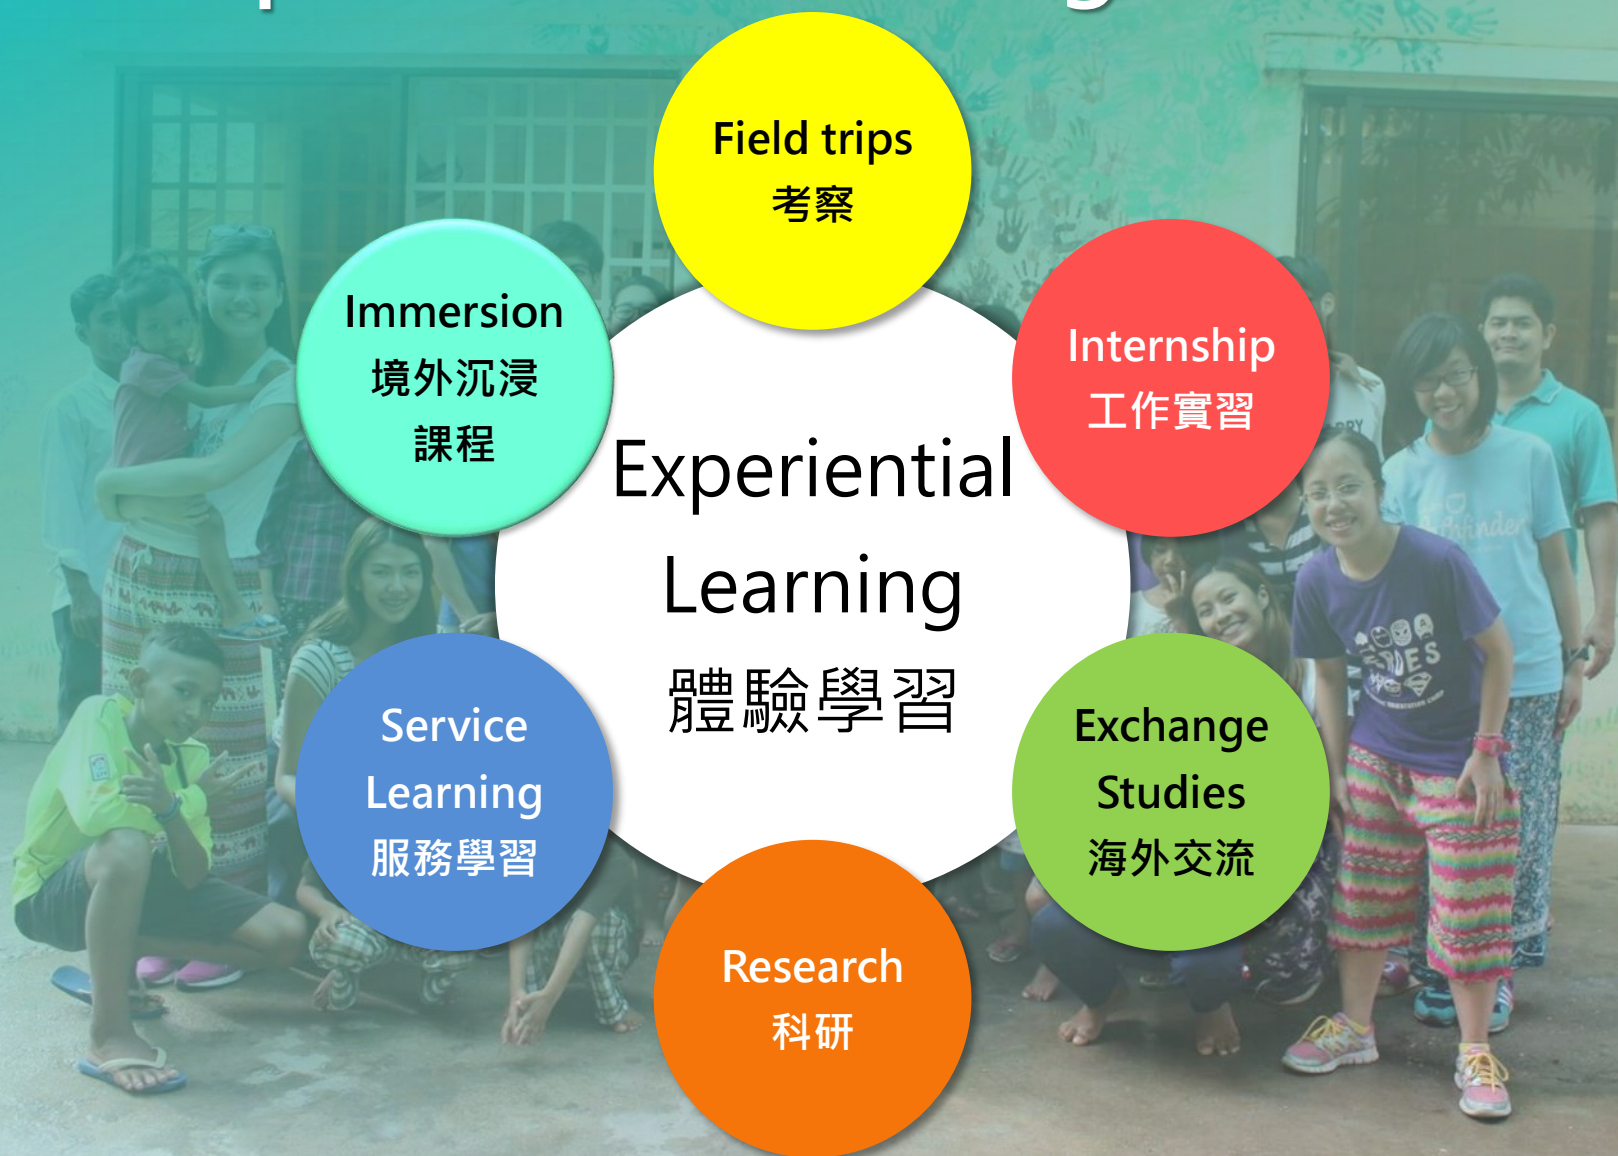 Field trips
考察
Internship
工作實習
Exchange
Studies
海外交流
Research
科研
Service
Learning
服務學習
Immersion
境外沉浸
課程
Experiential
Learning
體驗學習